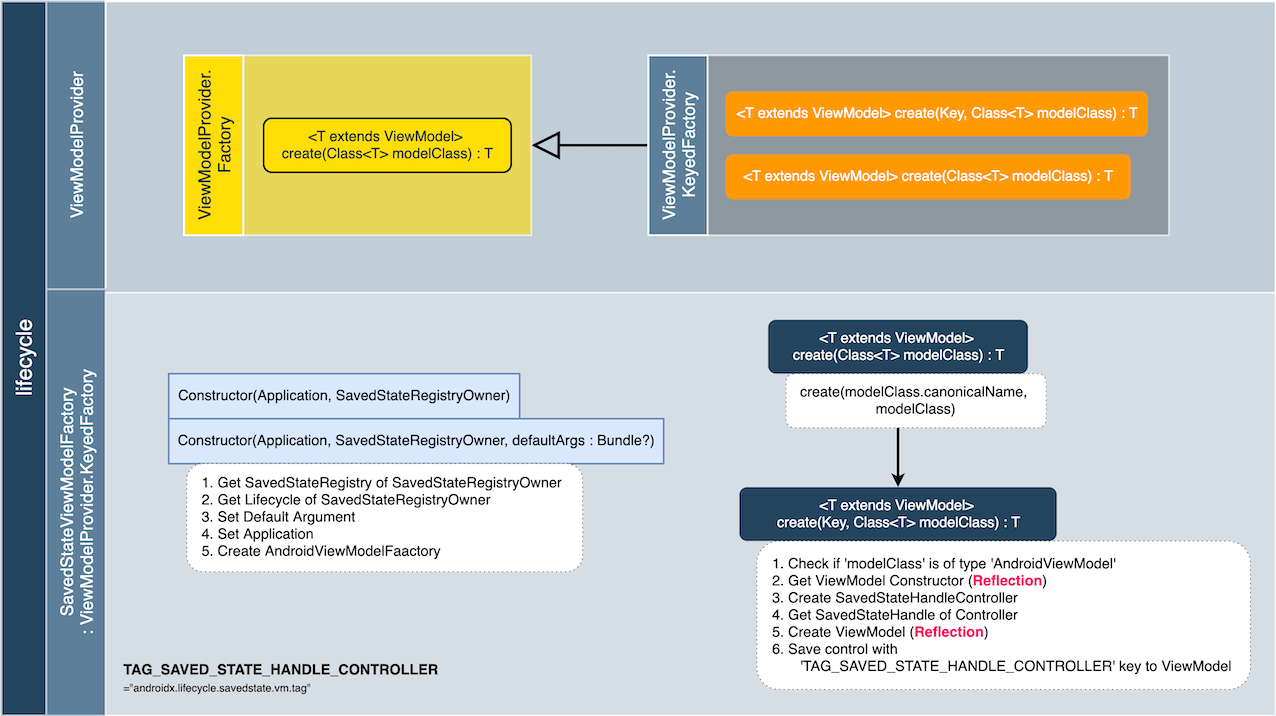 lifecycle
ViewModelProvider
ViewModelProvider.
Factory
<T extends ViewModel>
create(Class<T> modelClass) : T
ViewModelProvider.
KeyedFactory
<T extends ViewModel> create(Key, Class<T> modelClass) : T
<T extends ViewModel> create(Class<T> modelClass) : T
SavedStateViewModelFactory
: ViewModelProvider.KeyedFactory
Constructor(Application, SavedStateRegistryOwner)
Constructor(Application, SavedStateRegistryOwner, defaultArgs : Bundle?)
1. Get SavedStateRegistry of SavedStateRegistryOwner
2. Get Lifecycle of SavedStateRegistryOwner
3. Set Default Argument
4. Set Application
5. Create AndroidViewModelFaactory
TAG_SAVED_STATE_HANDLE_CONTROLLER
="androidx.lifecycle.savedstate.vm.tag"
<T extends ViewModel>
create(Class<T> modelClass) : T
create(modelClass.canonicalName,
modelClass)
<T extends ViewModel>
create(Key, Class<T> modelClass) : T
1. Check if 'modelClass' is of type 'AndroidViewModel'
2. Get ViewModel Constructor (Reflection)
3. Create SavedStateHandleController
4. Get SavedStateHandle of Controller
5. Create ViewModel (Reflection)
6. Save control with
'TAG_SAVED_STATE_HANDLE_CONTROLLER' key to ViewModel